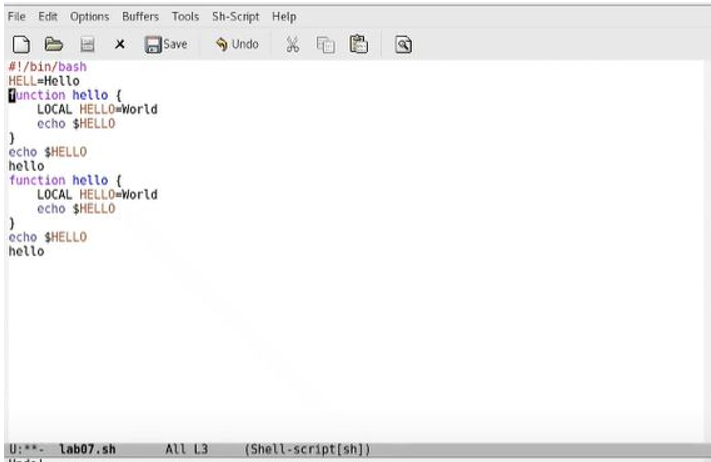 File Edit Options Buffers Tools Sh-Script Help
Save Undo
#!/bin/bash
HELL=Hello
function hello {
LOCAL HELLO=World
echo $HELLO
}
echo $HELLO
hello
function hello {
LOCAL HELLO=World
echo $HELLO
}
echo $HELLO
hello
U:**- lab07.sh All L3 (Shell-script[sh])